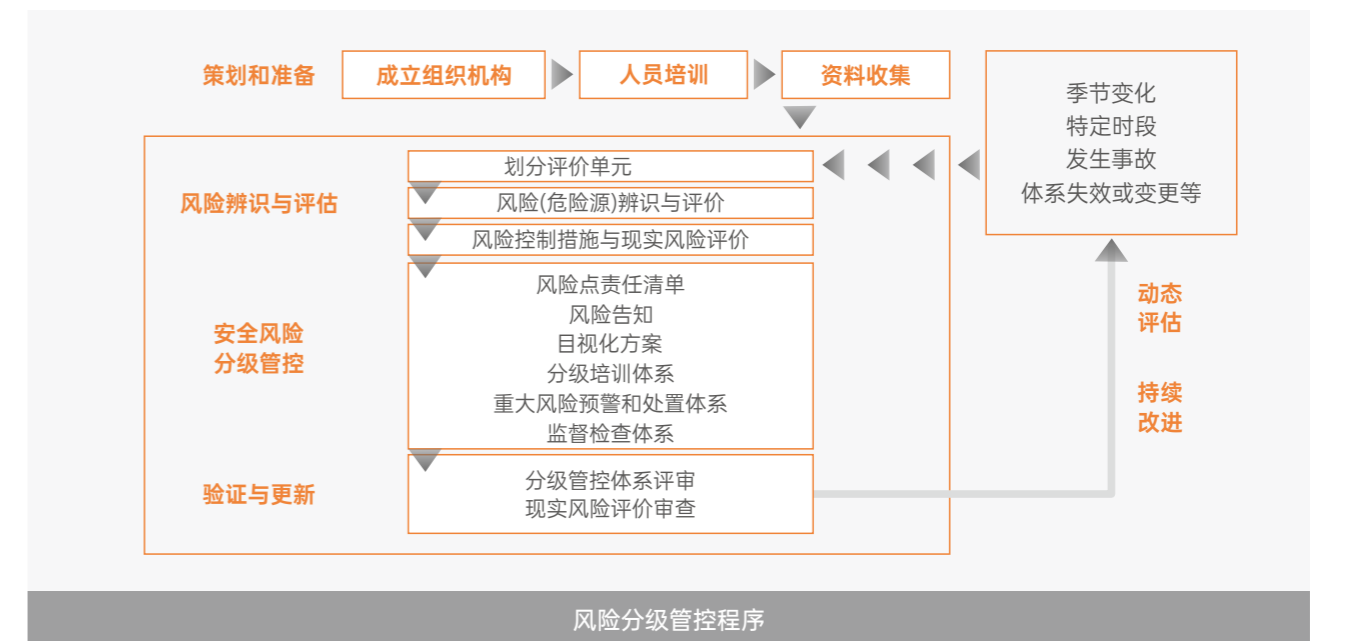 策划和准备
成立组织机构
人员培训
资料收集
季节变化
特定时段
发生事故
体系失效或变更等
风险辨识与评估
划分评价单元
风险(危险源)辨识与评价
风险控制措施与现实风险评价
安全风险
分级管控
风险点责任清单
风险告知
目视化方案
分级培训体系
重大风险预警和处置体系
监督检查体系
动态
评估
持续
改进
验证与更新
分级管控体系评审
现实风险评价审查
风险分级管控程序